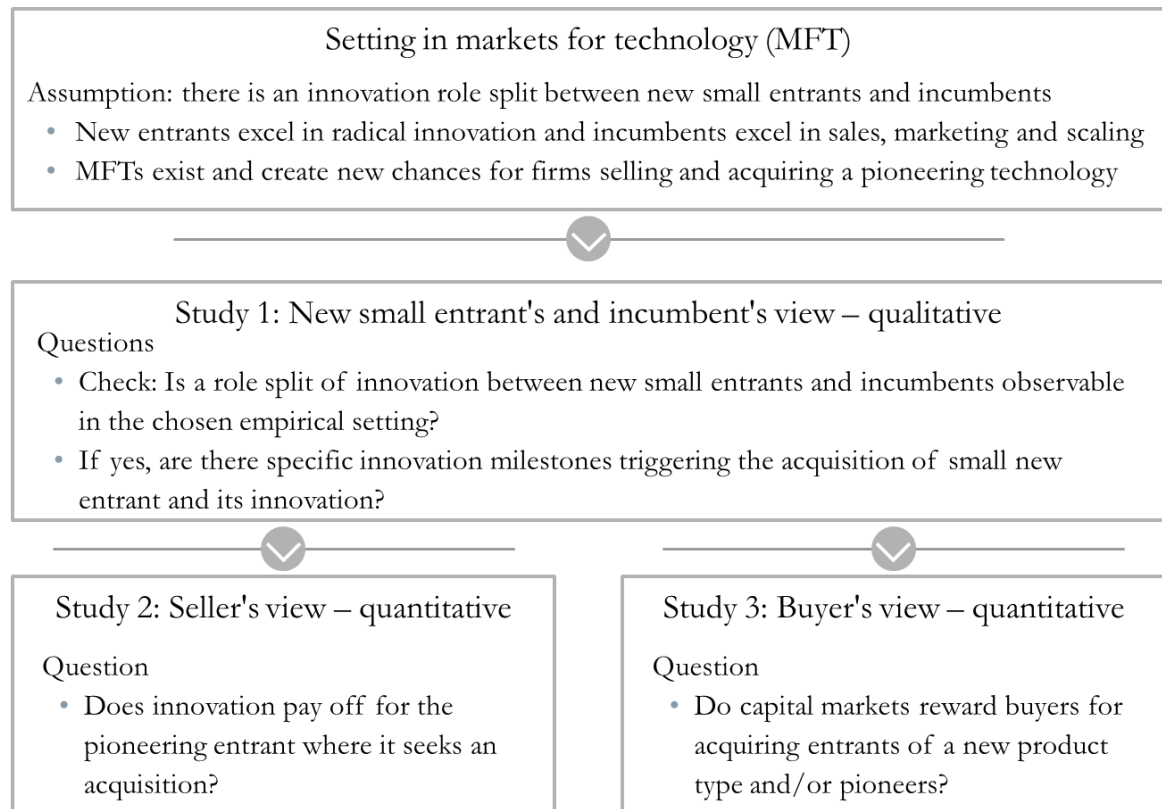 Setting in markets for technology (MFT)
Assumption: there is an innovation role split between new small entrants and incumbents
• New entrants excel in radical innovation and incumbents excel in sales, marketing and scaling
• MFTs exist and create new chances for firms selling and acquiring a pioneering technology
Study 1: New small entrant's and incumbent's view – qualitative
Questions
• Check: Is a role split of innovation between new small entrants and incumbents observable
in the chosen empirical setting?
• If yes, are there specific innovation milestones triggering the acquisition of small new
entrant and its innovation?
Study 2: Seller's view – quantitative
Question
• Does innovation pay off for the
pioneering entrant where it seeks an
acquisition?
Study 3: Buyer's view – quantitative
Question
• Do capital markets reward buyers for
acquiring entrants of a new product
type and/or pioneers?